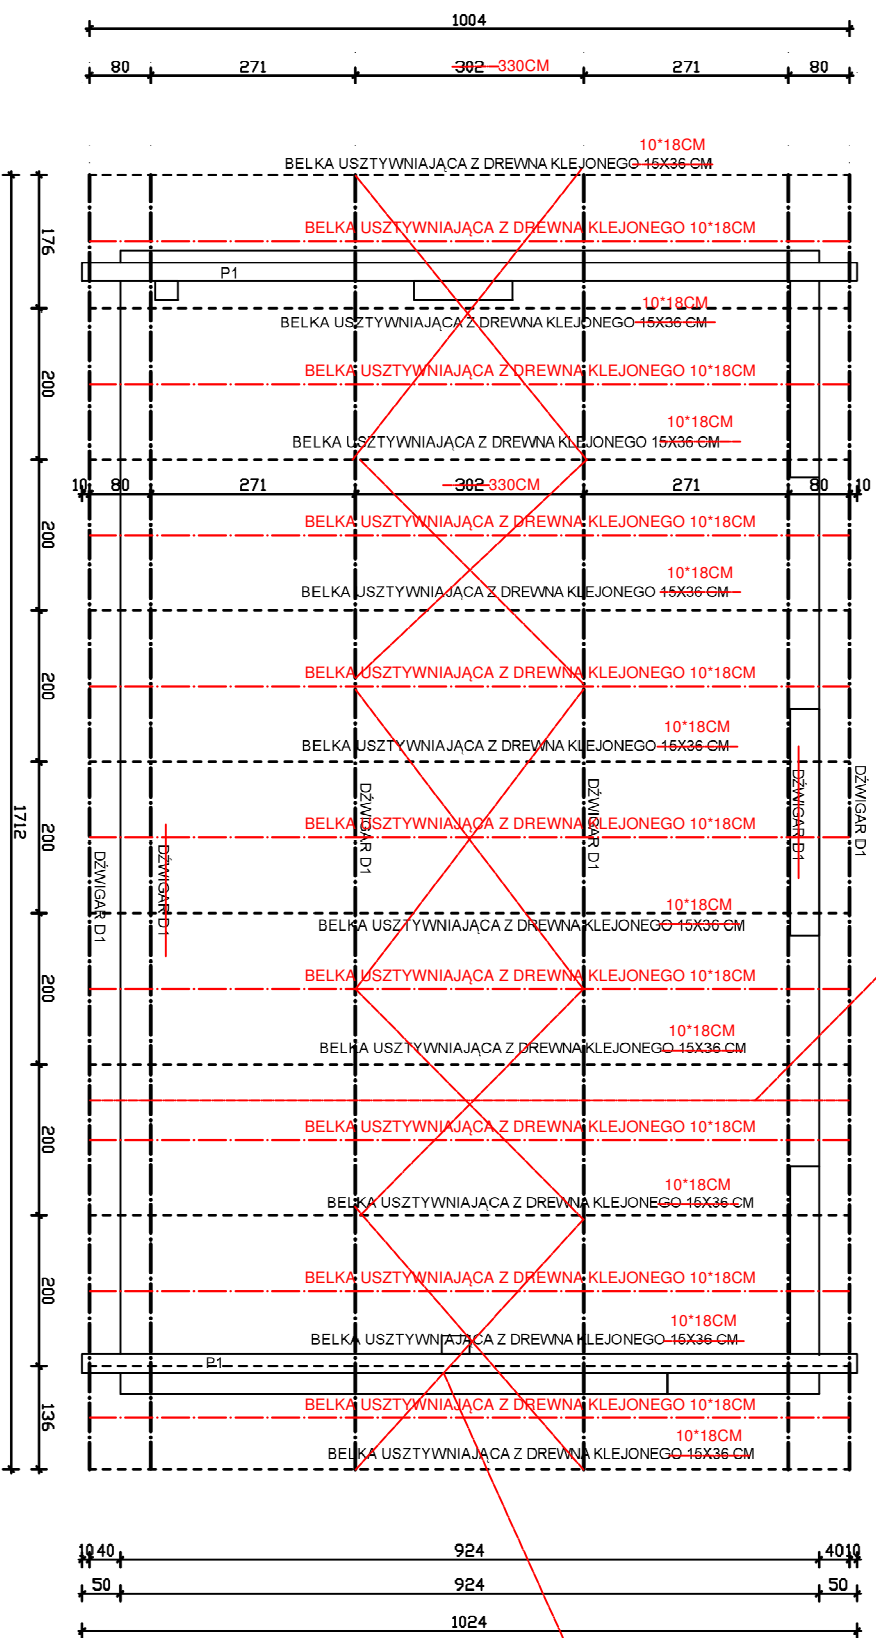 1004
80 271 302 330CM 271 80
10*18CM
BELKA USZTYWNIAJĄCA Z DREWNA KLEJONEGO 15X36 CM
176
BELKA USZTYWNIAJĄCA Z DREWNA KLEJONEGO 10*18CM
P1
10*18CM
BELKA USZTYWNIAJĄCA Z DREWNA KLEJONEGO 15X36 CM
200
BELKA USZTYWNIAJĄCA Z DREWNA KLEJONEGO 10*18CM
10*18CM
BELKA USZTYWNIAJĄCA Z DREWNA KLEJONEGO 15X36 CM
10 80 271 302 330CM 271 80 10
200
BELKA USZTYWNIAJĄCA Z DREWNA KLEJONEGO 10*18CM
10*18CM
BELKA USZTYWNIAJĄCA Z DREWNA KLEJONEGO 15X36 CM
200
BELKA USZTYWNIAJĄCA Z DREWNA KLEJONEGO 10*18CM
10*18CM
BELKA USZTYWNIAJĄCA Z DREWNA KLEJONEGO 15X36 CM
1712
200
DŹWIGAR D1
DŹWIGAR D1
DŹWIGAR D1
DŹWIGAR D1
DŹWIGAR D1
DŹWIGAR D1
BELKA USZTYWNIAJĄCA Z DREWNA KLEJONEGO 10*18CM
10*18CM
BELKA USZTYWNIAJĄCA Z DREWNA KLEJONEGO 15X36 CM
200
BELKA USZTYWNIAJĄCA Z DREWNA KLEJONEGO 10*18CM
10*18CM
BELKA USZTYWNIAJĄCA Z DREWNA KLEJONEGO 15X36 CM
200
BELKA USZTYWNIAJĄCA Z DREWNA KLEJONEGO 10*18CM
10*18CM
BELKA USZTYWNIAJĄCA Z DREWNA KLEJONEGO 15X36 CM
200
BELKA USZTYWNIAJĄCA Z DREWNA KLEJONEGO 10*18CM
10*18CM
BELKA USZTYWNIAJĄCA Z DREWNA KLEJONEGO 15X36 CM
P1
136
BELKA USZTYWNIAJĄCA Z DREWNA KLEJONEGO 10*18CM
10*18CM
BELKA USZTYWNIAJĄCA Z DREWNA KLEJONEGO 15X36 CM
10 40 924 40 10
50 924 50
1024